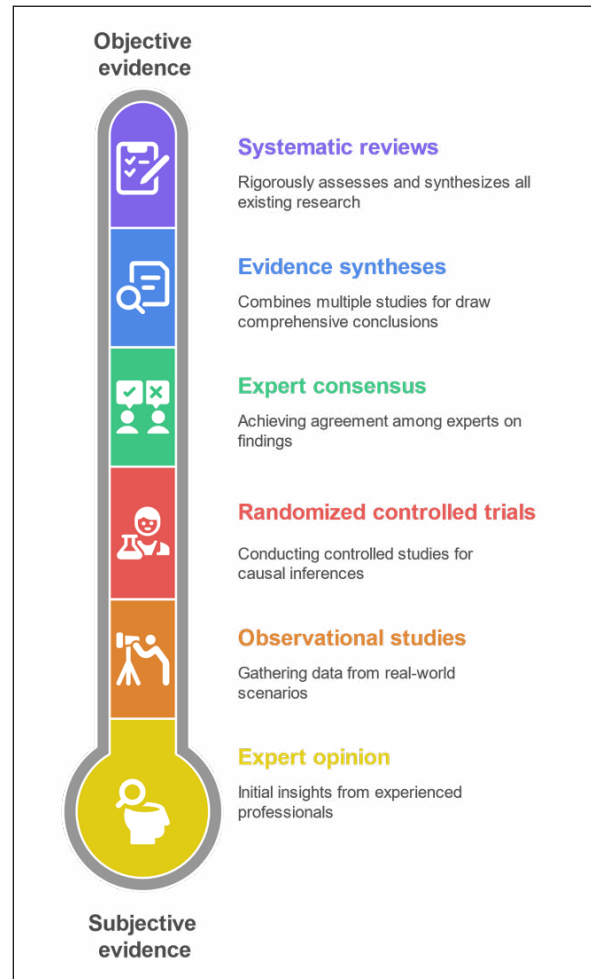 Objective
evidence
Systematic reviews
Rigorously assesses and synthesizes all
existing research
Evidence syntheses
Combines multiple studies for draw
comprehensive conclusions
Expert consensus
Achieving agreement among experts on
findings
Randomized controlled trials
Conducting controlled studies for
causal inferences
Observational studies
Gathering data from real-world
scenarios
Expert opinion
Initial insights from experienced
professionals
Subjective
evidence